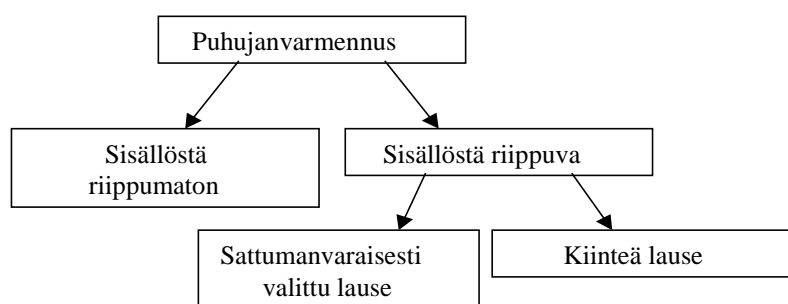 Puhujanvarmennus
Sisällöstä
riippumaton
Sisällöstä riippuva
Sattumanvaraisesti
valittu lause
Kiinteä lause